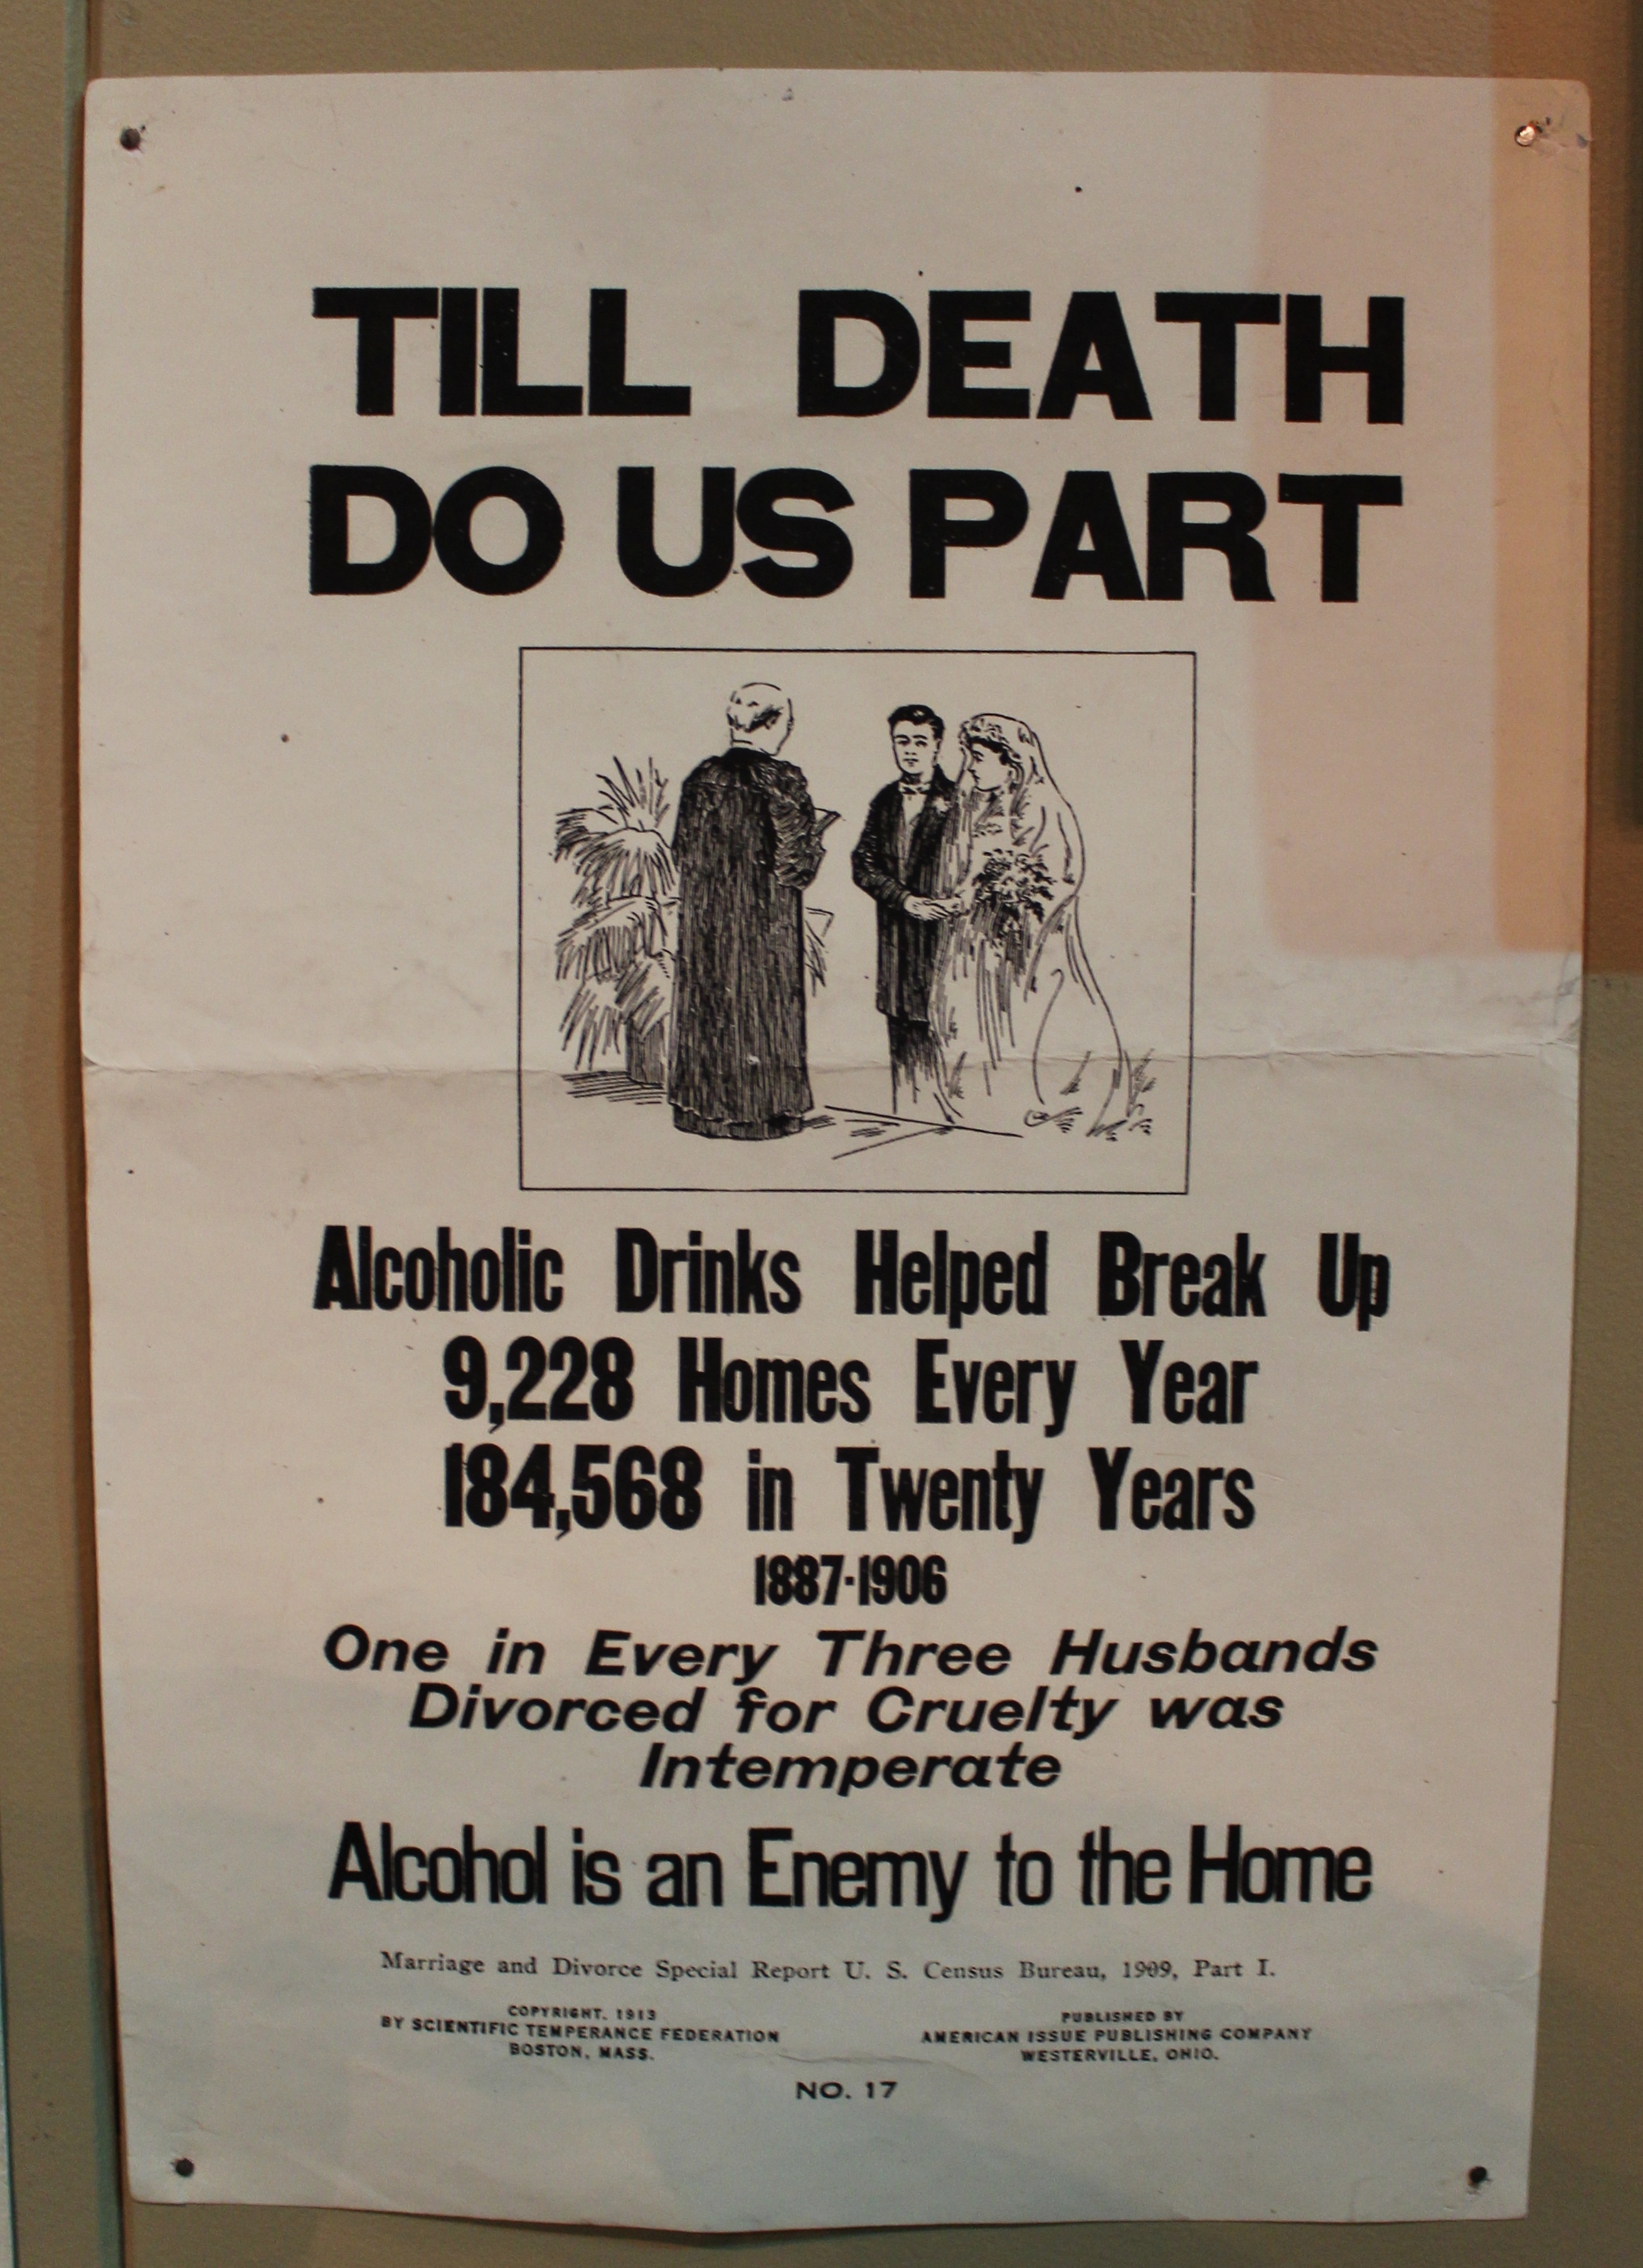 TILL DEATH
DO US PART
Alcoholic Drinks Helped Break Up
9,228 Homes Every Year
184,568 in Twenty Years
1887-1906
One in Every Three Husbands
Divorced for Cruelty was
Intemperate
Alcohol is an Enemy to the Home
Marriage and Divorce Special Report U. S. Census Bureau, 1909, Part I.
COPYRIGHT. 1913
BY SCIENTIFIC TEMPERANCE FEDERATION
BOSTON, MASS.
PUBLISHED BY
AMERICAN ISSUE PUBLISHING COMPANY
WESTERVILLE, OHIO.
NO. 17